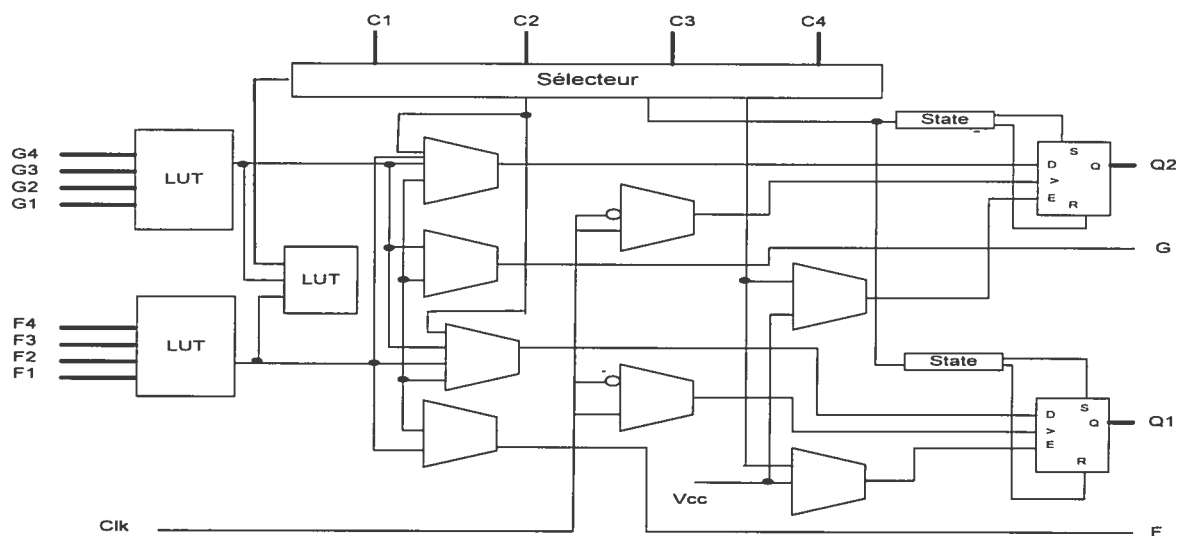 C1 C2 C3 C4
Sélecteur
State
G4
G3
G2
G1
LUT
S
D Q
V
E
R
Q2
G
LUT
F4
F3
F2
F1
LUT
State
S
D Q
V
E
R
Q1
Vcc
Clk
F